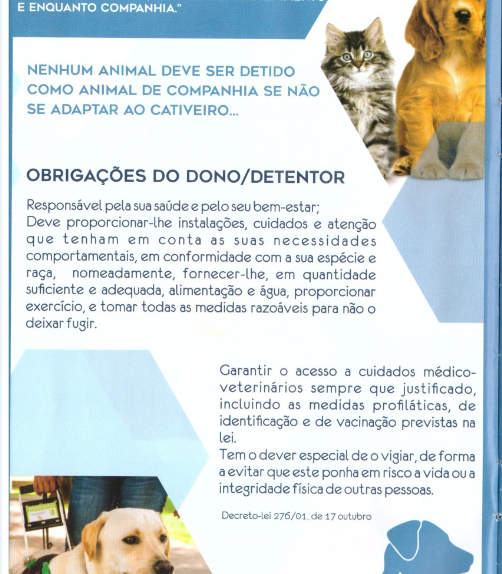 E ENQUANTO COMPANHIA."
NENHUM ANIMAL DEVE SER DETIDO
COMO ANIMAL DE COMPANHIA SE NÃO
SE ADAPTAR AO CATIVEIRO...
OBRIGAÇÕES DO DONO/DETENTOR
Responsável pela sua saúde e pelo seu bem-estar;
Deve proporcionar-lhe instalações, cuidados e atenção
que tenham em conta as suas necessidades
comportamentais, em conformidade com a sua espécie e
raça, nomeadamente, fornecer-lhe, em quantidade
suficiente e adequada, alimentação e água, proporcionar
exercício, e tomar todas as medidas razoáveis para não o
deixar fugir.
Garantir o acesso a cuidados médico-
veterinários sempre que justificado,
incluindo as medidas profiláticas, de
identificação e de vacinação previstas na
lei.
Tem o dever especial de o vigiar, de forma
a evitar que este ponha em risco a vida ou a
integridade física de outras pessoas.
Decreto-lei 276/01, de 17 outubro